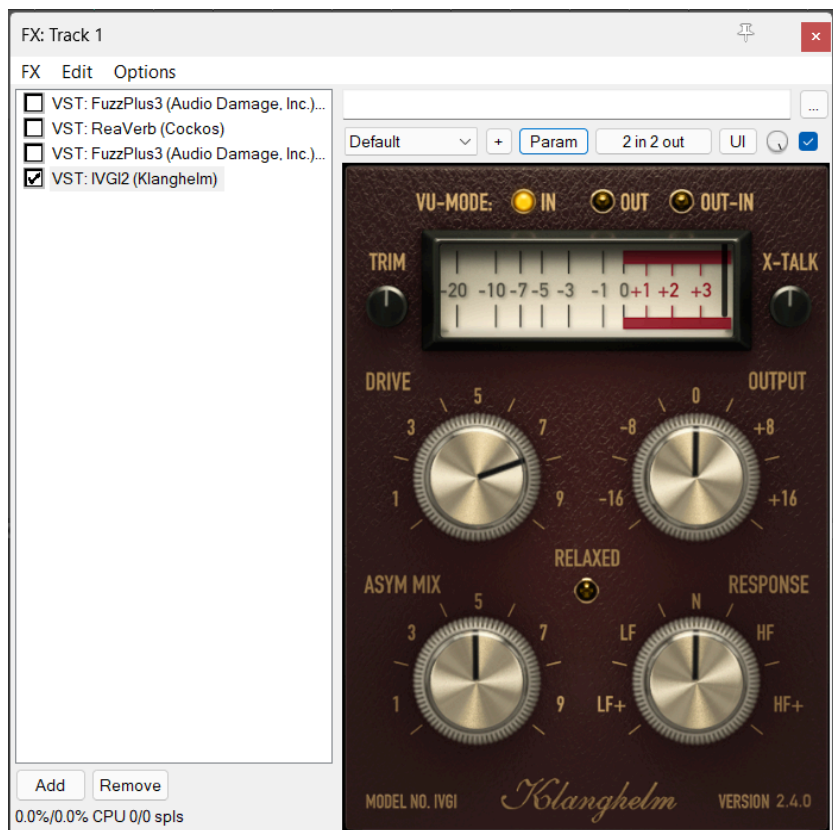 FX: Track 1
FX Edit Options
VST: FuzzPlus3 (Audio Damage, Inc.)...
VST: ReaVerb (Cockos)
VST: FuzzPlus3 (Audio Damage, Inc.)...
VST: IVGI2 (Klanghelm)
Add Remove
0.0%/0.0% CPU 0/0 spls
...
Default + Param 2 in 2 out UI
VU-MODE: IN OUT OUT-IN
TRIM X-TALK
-20 -10 -7 -5 -3 -1 0 +1 +2 +3
DRIVE OUTPUT
1 3 5 7 9
-16 -8 0 +8 +16
RELAXED
ASYM MIX RESPONSE
1 3 5 7 9
LF+ LF N HF HF+
MODEL NO. IVGI Klanghelm VERSION 2.4.0